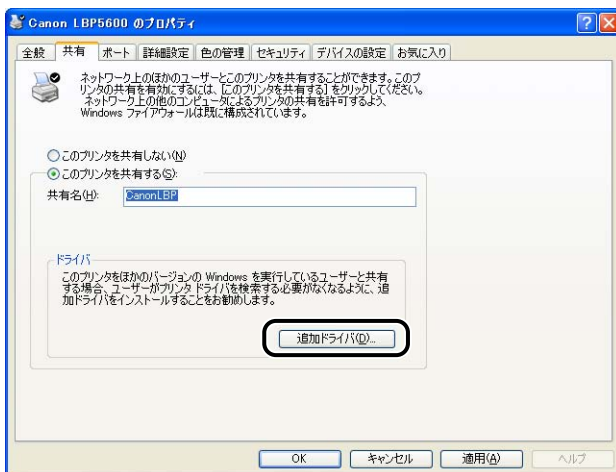 Canon LBP5600 のプロパティ
全般 共有 ポート 詳細設定 色の管理 セキュリティ デバイスの設定 お気に入り
ネットワーク上のほかのユーザーとこのプリンタを共有することができます。このプ
リンタの共有を有効にするには、[このプリンタを共有する] をクリックしてください。
ネットワーク上の他のコンピュータによるプリンタの共有を許可するよう、
Windows ファイアウォールは既に構成されています。
このプリンタを共有しない(N)
このプリンタを共有する(S):
共有名(H): CanonLBP
ドライバ
このプリンタをほかのバージョンの Windows を実行しているユーザーと共有
する場合、ユーザーがプリンタ ドライバを検索する必要がなくなるように、追
加ドライバをインストールすることをお勧めします。
追加ドライバ(D)...
OK キャンセル 適用(A) ヘルプ